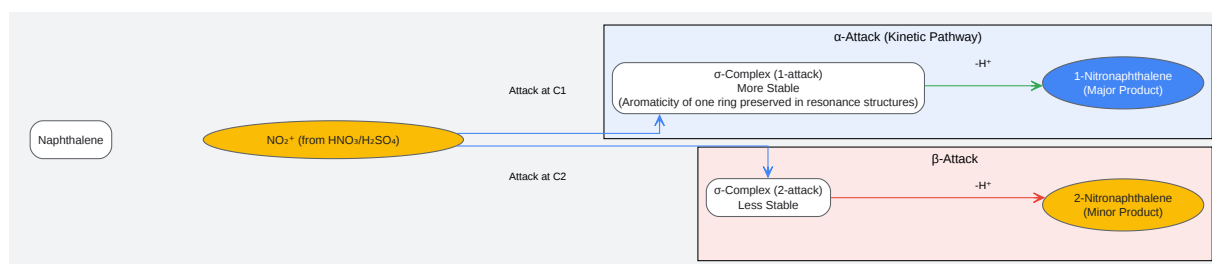 Naphthalene
NO₂⁺ (from HNO₃/H₂SO₄)
Attack at C1
Attack at C2
α-Attack (Kinetic Pathway)
σ-Complex (1-attack)
More Stable
(Aromaticity of one ring preserved in resonance structures)
-H⁺
1-Nitronaphthalene
(Major Product)
β-Attack
σ-Complex (2-attack)
Less Stable
-H⁺
2-Nitronaphthalene
(Minor Product)